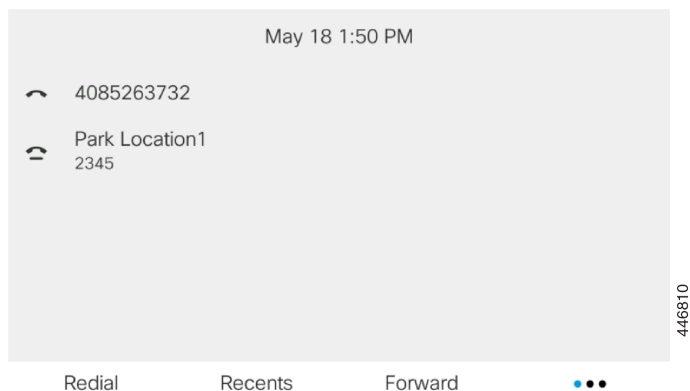 May 18 1:50 PM
4085263732
Park Location1
2345
446810
Redial Recents Forward